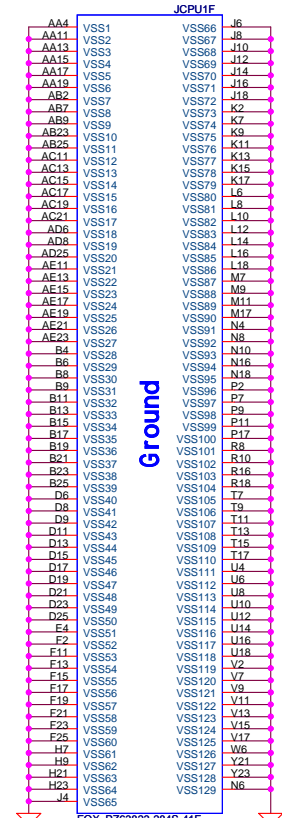 JCPU1F
AA4 VSS1 VSS66 J6
AA11 VSS2 VSS67 J8
AA13 VSS3 VSS68 J10
AA15 VSS4 VSS69 J12
AA17 VSS5 VSS70 J14
AA19 VSS6 VSS71 J16
AB2 VSS7 VSS72 J18
AB7 VSS8 VSS73 K2
AB9 VSS9 VSS74 K7
AB23 VSS10 VSS75 K9
AB25 VSS11 VSS76 K11
AC11 VSS12 VSS77 K13
AC13 VSS13 VSS78 K15
AC15 VSS14 VSS79 K17
AC17 VSS15 VSS80 L6
AC19 VSS16 VSS81 L8
AC21 VSS17 VSS82 L10
AD6 VSS18 VSS83 L12
AD8 VSS19 VSS84 L14
AD25 VSS20 VSS85 L16
AE11 VSS21 VSS86 L18
AE13 VSS22 VSS87 M7
AE15 VSS23 VSS88 M9
AE17 VSS24 VSS89 M11
AE19 VSS25 VSS90 M17
AE21 VSS26 VSS91 N4
AE23 VSS27 VSS92 N8
B4 VSS28 VSS93 N10
B6 VSS29 VSS94 N16
B8 VSS30 VSS95 N18
B9 VSS31 VSS96 P2
B11 VSS32 VSS97 P7
B13 VSS33 VSS98 P9
B15 VSS34 VSS99 P11
B17 VSS35 VSS100 P17
B19 VSS36 VSS101 R8
B21 VSS37 VSS102 R10
B23 VSS38 VSS103 R16
B25 VSS39 VSS104 R18
D6 VSS40 VSS105 T7
D8 VSS41 VSS106 T9
D9 VSS42 VSS107 T11
D11 VSS43 VSS108 T13
D13 VSS44 VSS109 T15
D15 VSS45 VSS110 T17
D17 VSS46 VSS111 U4
D19 VSS47 VSS112 U6
D21 VSS48 VSS113 U8
D23 VSS49 VSS114 U10
D25 VSS50 VSS115 U12
E4 VSS51 VSS116 U14
F2 VSS52 VSS117 U16
F11 VSS53 VSS118 U18
F13 VSS54 VSS119 V2
F15 VSS55 VSS120 V7
F17 VSS56 VSS121 V9
F19 VSS57 VSS122 V11
F21 VSS58 VSS123 V13
F23 VSS59 VSS124 V15
F25 VSS60 VSS125 V17
H7 VSS61 VSS126 W6
H9 VSS62 VSS127 Y21
H21 VSS63 VSS128 Y23
H23 VSS64 VSS129 N6
J4 VSS65
Ground